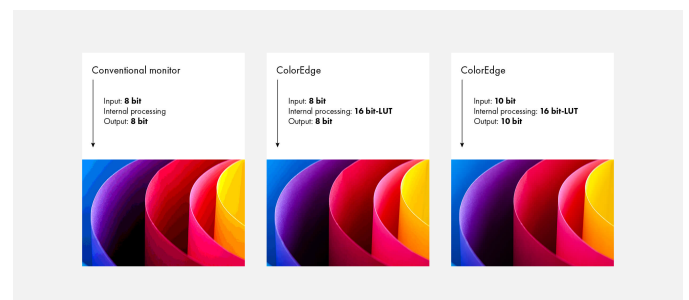 Conventional monitor
Input: 8 bit
Internal processing
Output: 8 bit
ColorEdge
Input: 8 bit
Internal processing: 16 bit-LUT
Output: 8 bit
ColorEdge
Input: 10 bit
Internal processing: 16 bit-LUT
Output: 10 bit